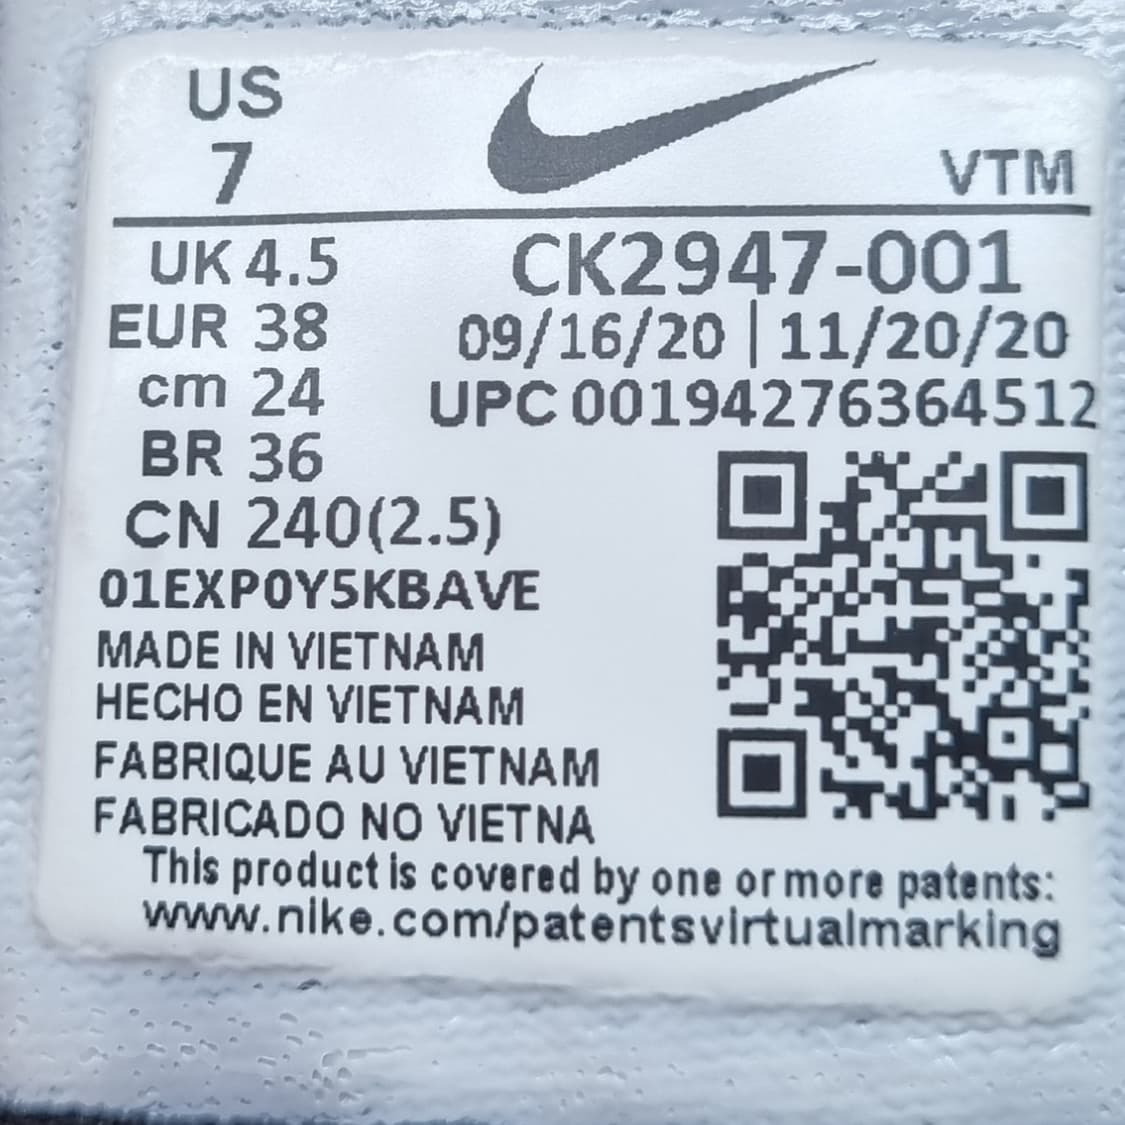 US
7
VTM
UK 4.5
CK2947-001
EUR 38
09/16/20 | 11/20/20
cm 24
UPC 00194276364512
BR 36
CN 240(2.5)
01EXP0Y5KBAVE
MADE IN VIETNAM
HECHO EN VIETNAM
FABRIQUE AU VIETNAM
FABRICADO NO VIETNA
This product is covered by one or more patents:
www.nike.com/patentsvirtualmarking